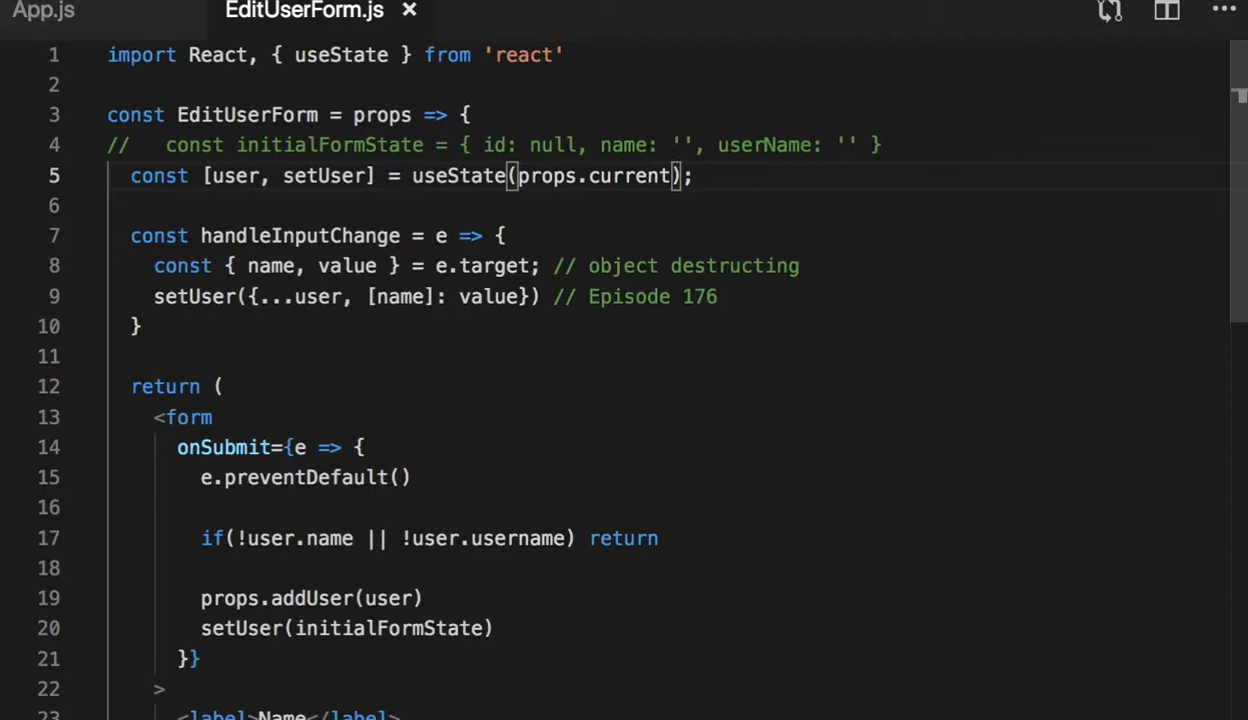 App.js EditUserForm.js ×
1 import React, { useState } from 'react'
2
3 const EditUserForm = props => {
4 // const initialFormState = { id: null, name: '', userName: '' }
5 const [user, setUser] = useState(props.current);
6
7 const handleInputChange = e => {
8 const { name, value } = e.target; // object destructing
9 setUser({...user, [name]: value}) // Episode 176
10 }
11
12 return (
13 <form
14 onSubmit={e => {
15 e.preventDefault()
16
17 if(!user.name || !user.username) return
18
19 props.addUser(user)
20 setUser(initialFormState)
21 }}
22 >
23 <label>Name</label>